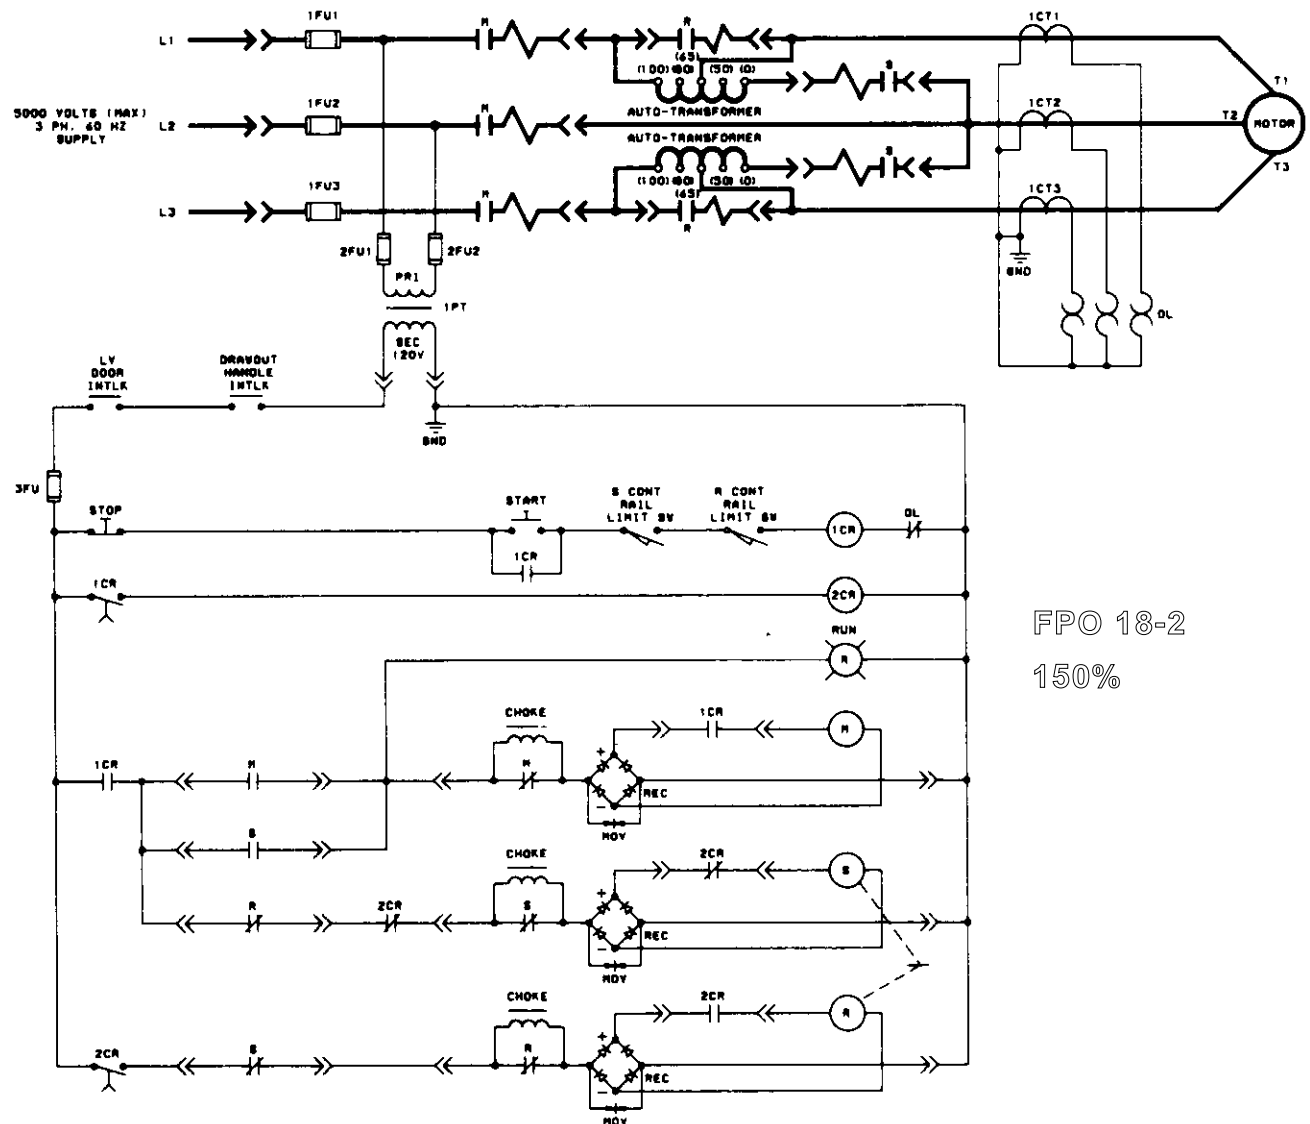 1FU1
M
R
1CT1
L1
(65)
(100) (80) (50) (0)
S
T1
AUTO-TRANSFORMER
5000 VOLTS (MAX)
3 PH. 60 HZ
SUPPLY
1FU2
M
1CT2
L2
T2
MOTOR
AUTO-TRANSFORMER
S
T3
(100) (80) (50) (0)
1FU3
M
(65)
1CT3
L3
R
2FU1
2FU2
GND
PRI
1PT
OL
SEC
120V
LV
DOOR
INTLK
DRAWOUT
HANDLE
INTLK
GND
3FU
STOP
START
S CONT
RAIL
LIMIT SW
R CONT
RAIL
LIMIT SW
OL
1CR
1CR
1CR
2CR
FPO 18-2
RUN
R
150%
CHOKE
1CR
M
1CR
M
M
+
REC
-
MOV
S
CHOKE
2CR
S
R
2CR
S
+
REC
-
MOV
CHOKE
2CR
R
2CR
S
R
+
REC
-
MOV